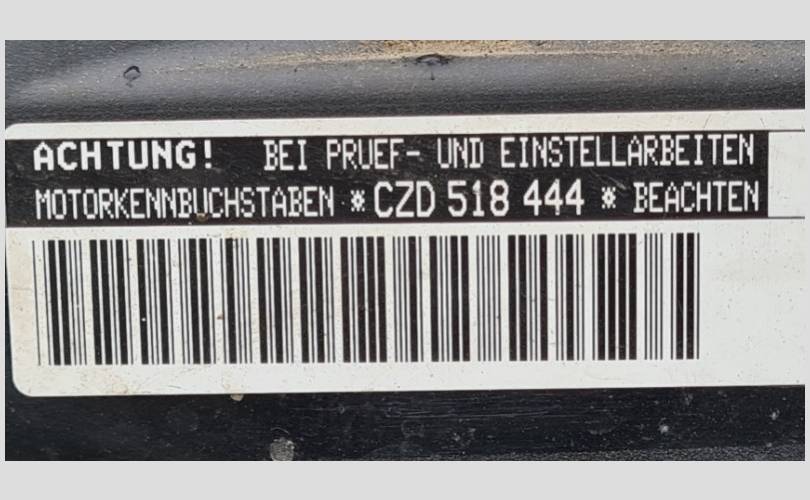 ACHTUNG! BEI PRUEF- UND EINSTELLARBEITEN
MOTORKENNBUCHSTABEN *CZD 518 444* BEACHTEN